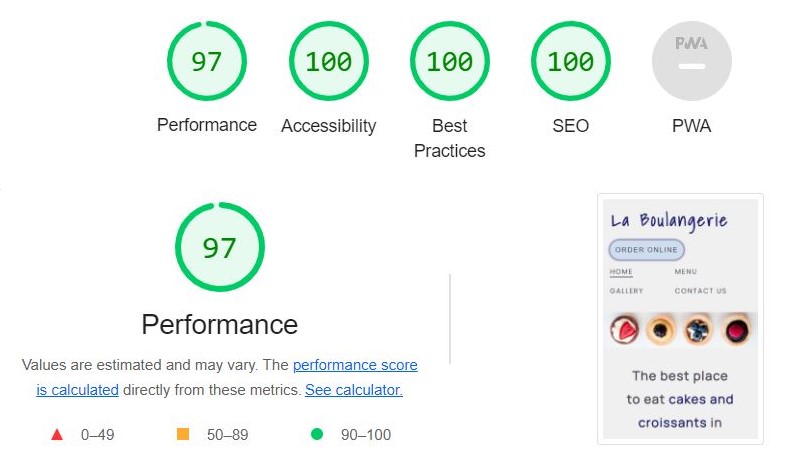 97
100
100
100
PWA
Performance
Accessibility
Best
Practices
SEO
PWA
97
Performance
Values are estimated and may vary. The performance score
is calculated directly from these metrics. See calculator.
0–49
50–89
90–100
La Boulangerie
ORDER ONLINE
HOME
MENU
GALLERY
CONTACT US
The best place
to eat cakes and
croissants in